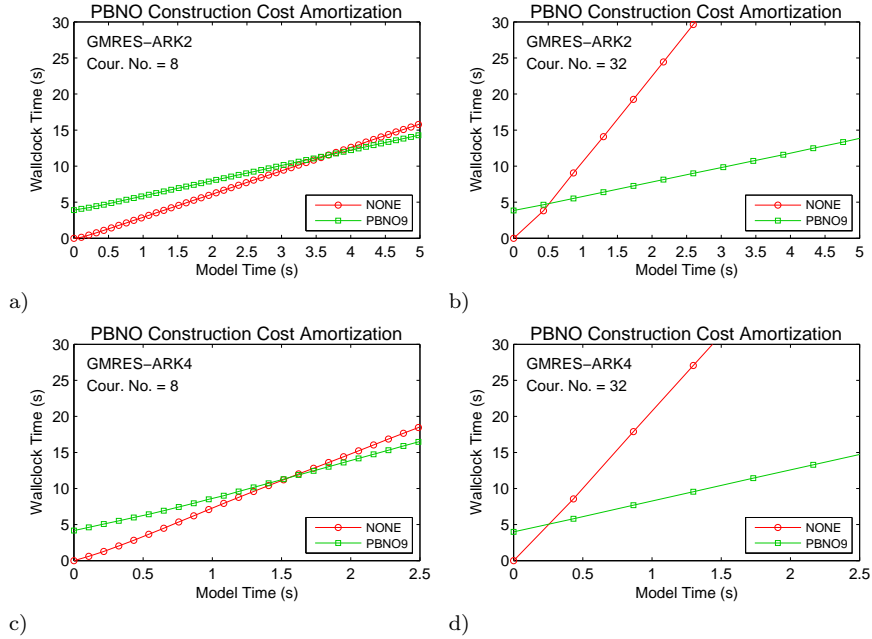 PBNO Construction Cost Amortization
GMRES−ARK2
Cour. No. = 8
Wallclock Time (s)
30
25
20
15
10
5
0
NONE
PBNO9
0 0.5 1 1.5 2 2.5 3 3.5 4 4.5 5
Model Time (s)
a)
PBNO Construction Cost Amortization
GMRES−ARK2
Cour. No. = 32
Wallclock Time (s)
30
25
20
15
10
5
0
NONE
PBNO9
0 0.5 1 1.5 2 2.5 3 3.5 4 4.5 5
Model Time (s)
b)
PBNO Construction Cost Amortization
GMRES−ARK4
Cour. No. = 8
Wallclock Time (s)
30
25
20
15
10
5
0
NONE
PBNO9
0 0.5 1 1.5 2 2.5
Model Time (s)
c)
PBNO Construction Cost Amortization
GMRES−ARK4
Cour. No. = 32
Wallclock Time (s)
30
25
20
15
10
5
0
NONE
PBNO9
0 0.5 1 1.5 2 2.5
Model Time (s)
d)